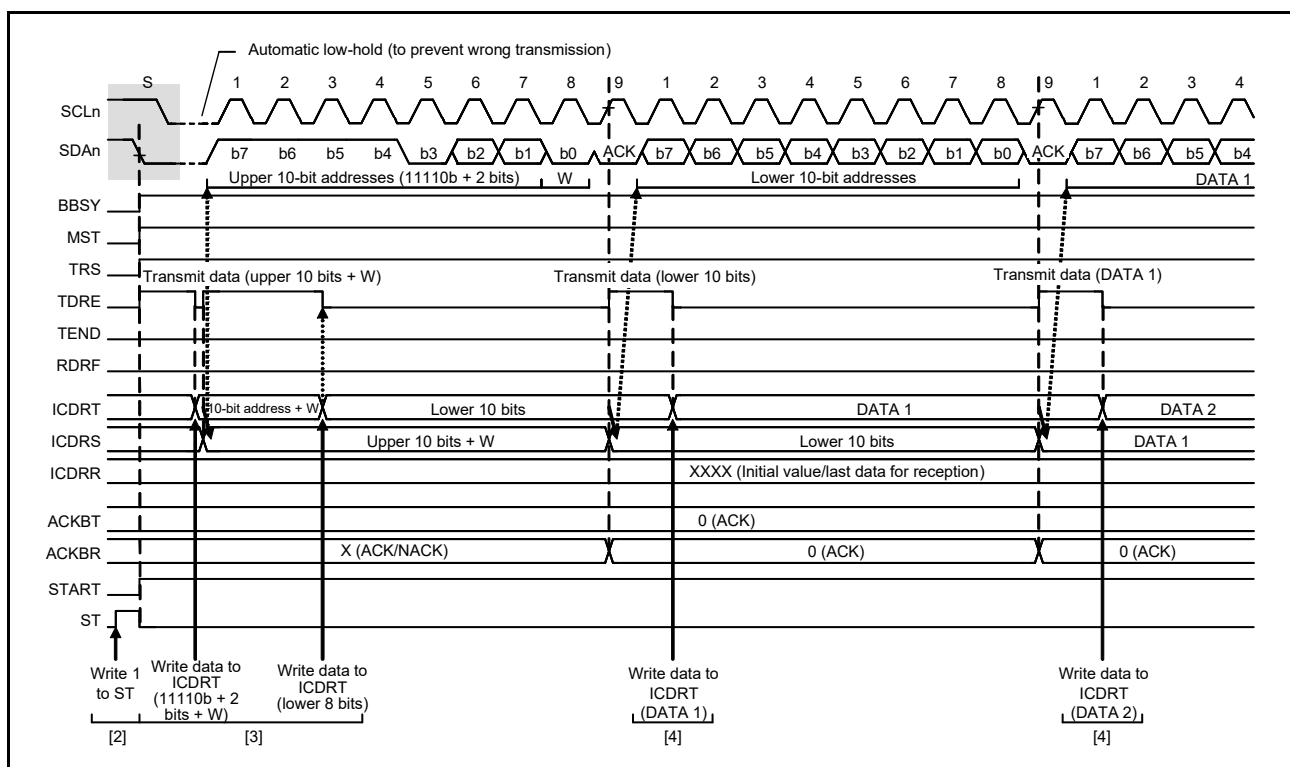 Automatic low-hold (to prevent wrong transmission)
S 1 2 3 4 5 6 7 8 9 1 2 3 4 5 6 7 8 9 1 2 3 4
SCLn
SDAn b7 b6 b5 b4 b3 b2 b1 b0 ACK b7 b6 b5 b4 b3 b2 b1 b0 ACK b7 b6 b5 b4
Upper 10-bit addresses (11110b + 2 bits) W Lower 10-bit addresses DATA 1
BBSY
MST
TRS
Transmit data (upper 10 bits + W) Transmit data (lower 10 bits) Transmit data (DATA 1)
TDRE
TEND
RDRF
ICDRT 10-bit address + W Lower 10 bits DATA 1 DATA 2
ICDRS Upper 10 bits + W Lower 10 bits DATA 1
ICDRR XXXX (Initial value/last data for reception)
ACKBT 0 (ACK)
ACKBR X (ACK/NACK) 0 (ACK) 0 (ACK)
START
ST
Write 1
to ST
Write data to
ICDRT
(11110b + 2
bits + W)
Write data to
ICDRT
(lower 8 bits)
Write data to
ICDRT
(DATA 1)
Write data to
ICDRT
(DATA 2)
[2] [3] [4] [4]